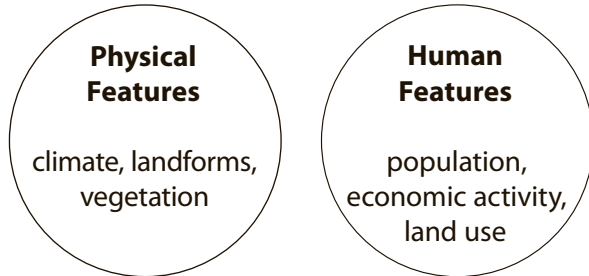 Physical
Features
climate, landforms,
vegetation
Human
Features
population,
economic activity,
land use